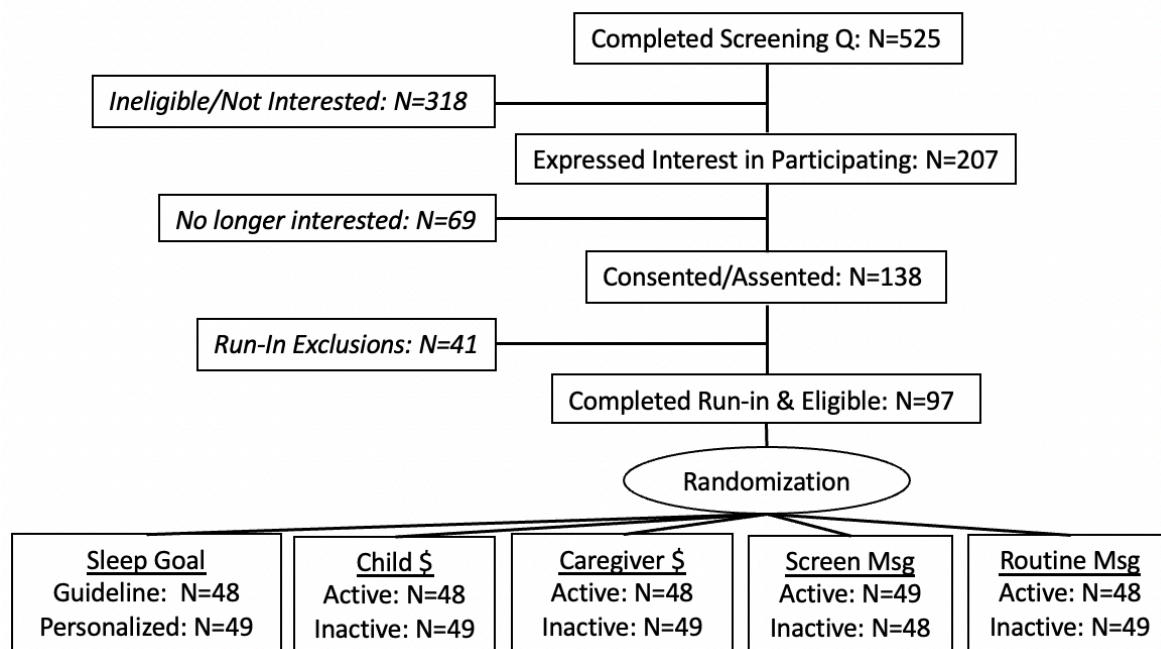 Completed Screening Q: N=525
Ineligible/Not Interested: N=318
Expressed Interest in Participating: N=207
No longer interested: N=69
Consented/Assented: N=138
Run-In Exclusions: N=41
Completed Run-in & Eligible: N=97
Randomization
Sleep Goal
Guideline: N=48
Personalized: N=49
Child $
Active: N=48
Inactive: N=49
Caregiver $
Active: N=48
Inactive: N=49
Screen Msg
Active: N=49
Inactive: N=48
Routine Msg
Active: N=48
Inactive: N=49